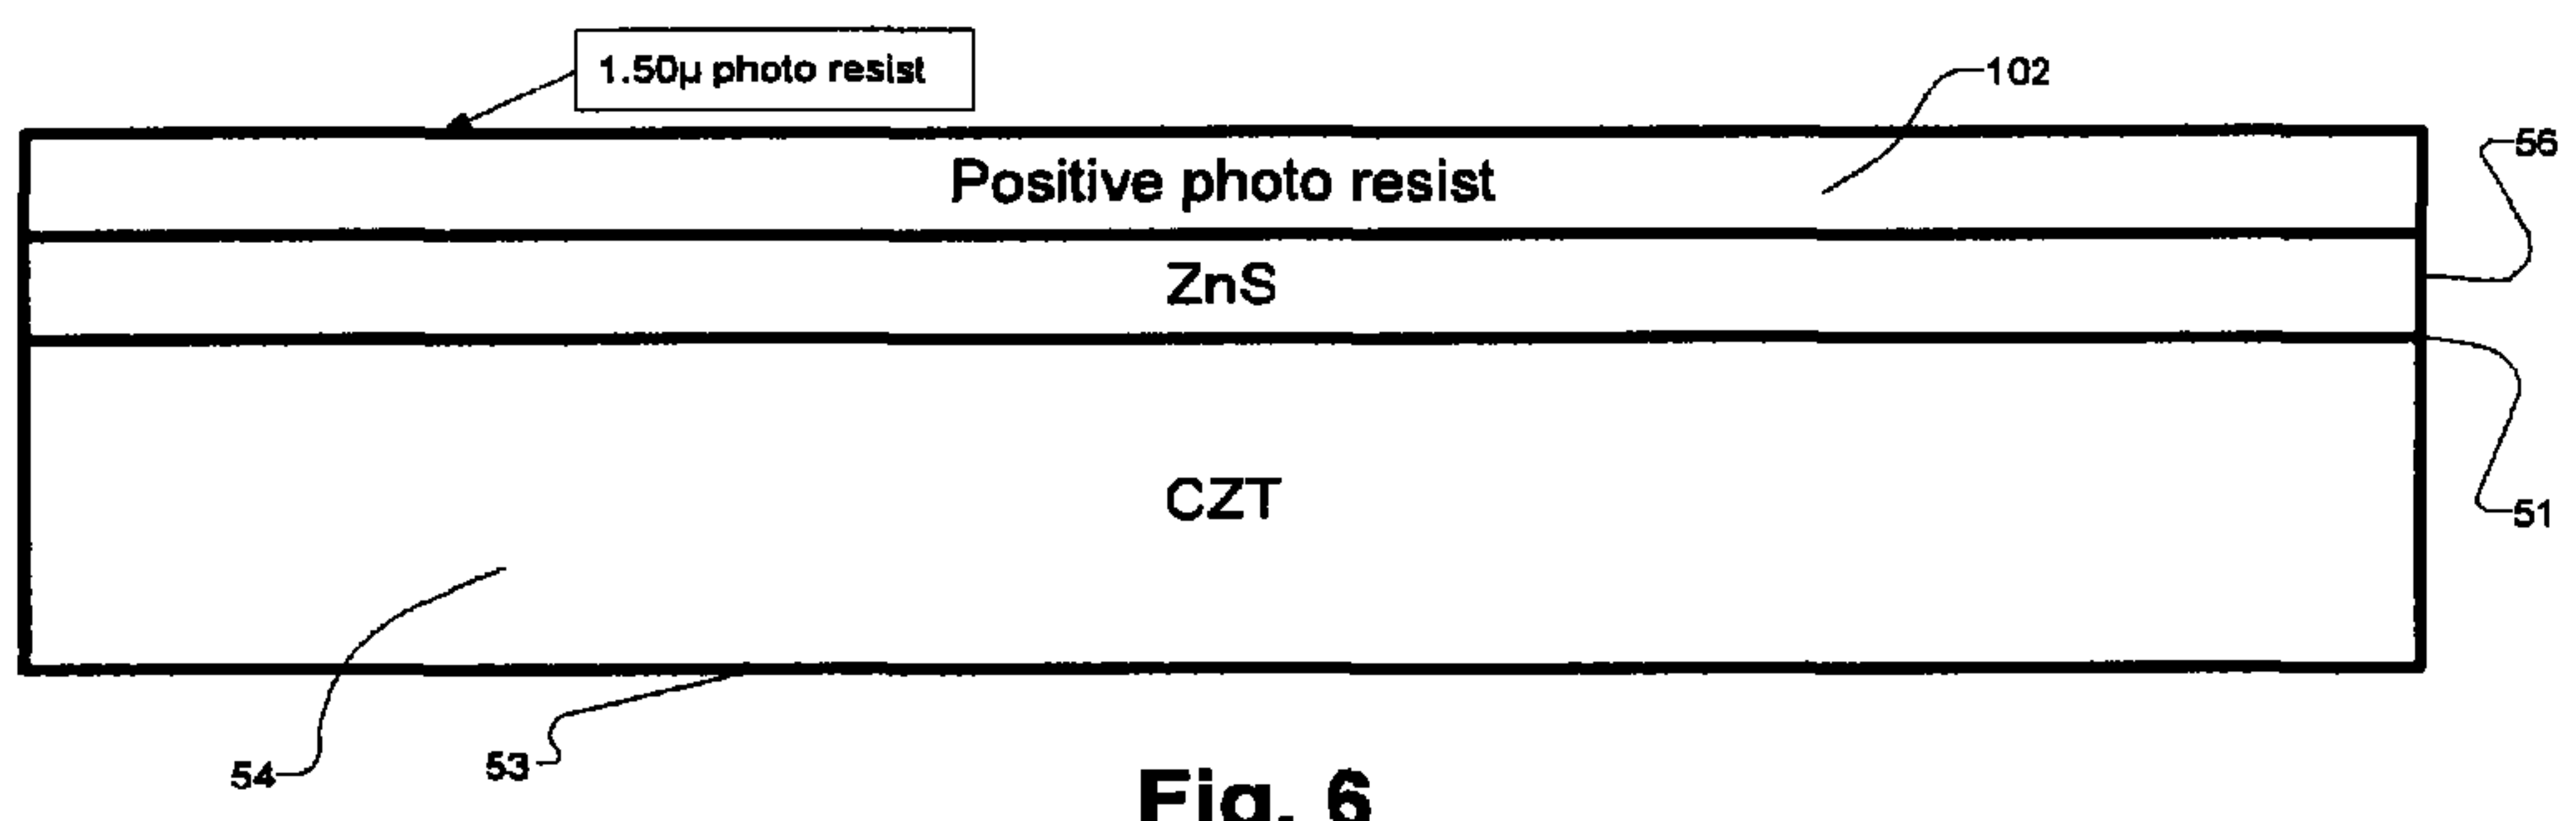 1.50µ photo resist
102
56
Positive photo resist
ZnS
CZT
51
54
53
Fig. 6